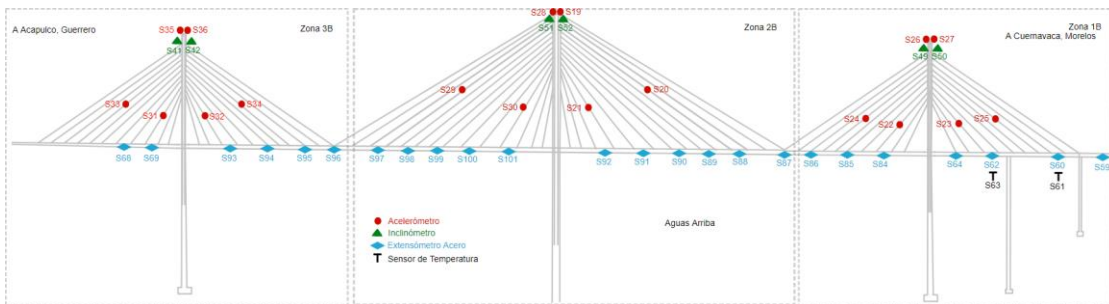 A Acapulco, Guerrero
Zona 3B
S35 S36
S41 S42
S33
S34
S31
S32
S68 S69 S93 S94 S95 S96
Zona 2B
S28 S19
S51 S52
S29
S20
S30
S21
S97 S98 S99 S100 S101 S92 S91 S90 S89 S88 S87
Acelerómetro
Inclinómetro
Extensómetro Acero
Sensor de Temperatura
Aguas Arriba
Zona 1B
A Cuernavaca, Morelos
S26 S27
S49 S50
S24
S25
S22
S23
S86 S85 S84 S64 S62 S60 S59
S63
S61